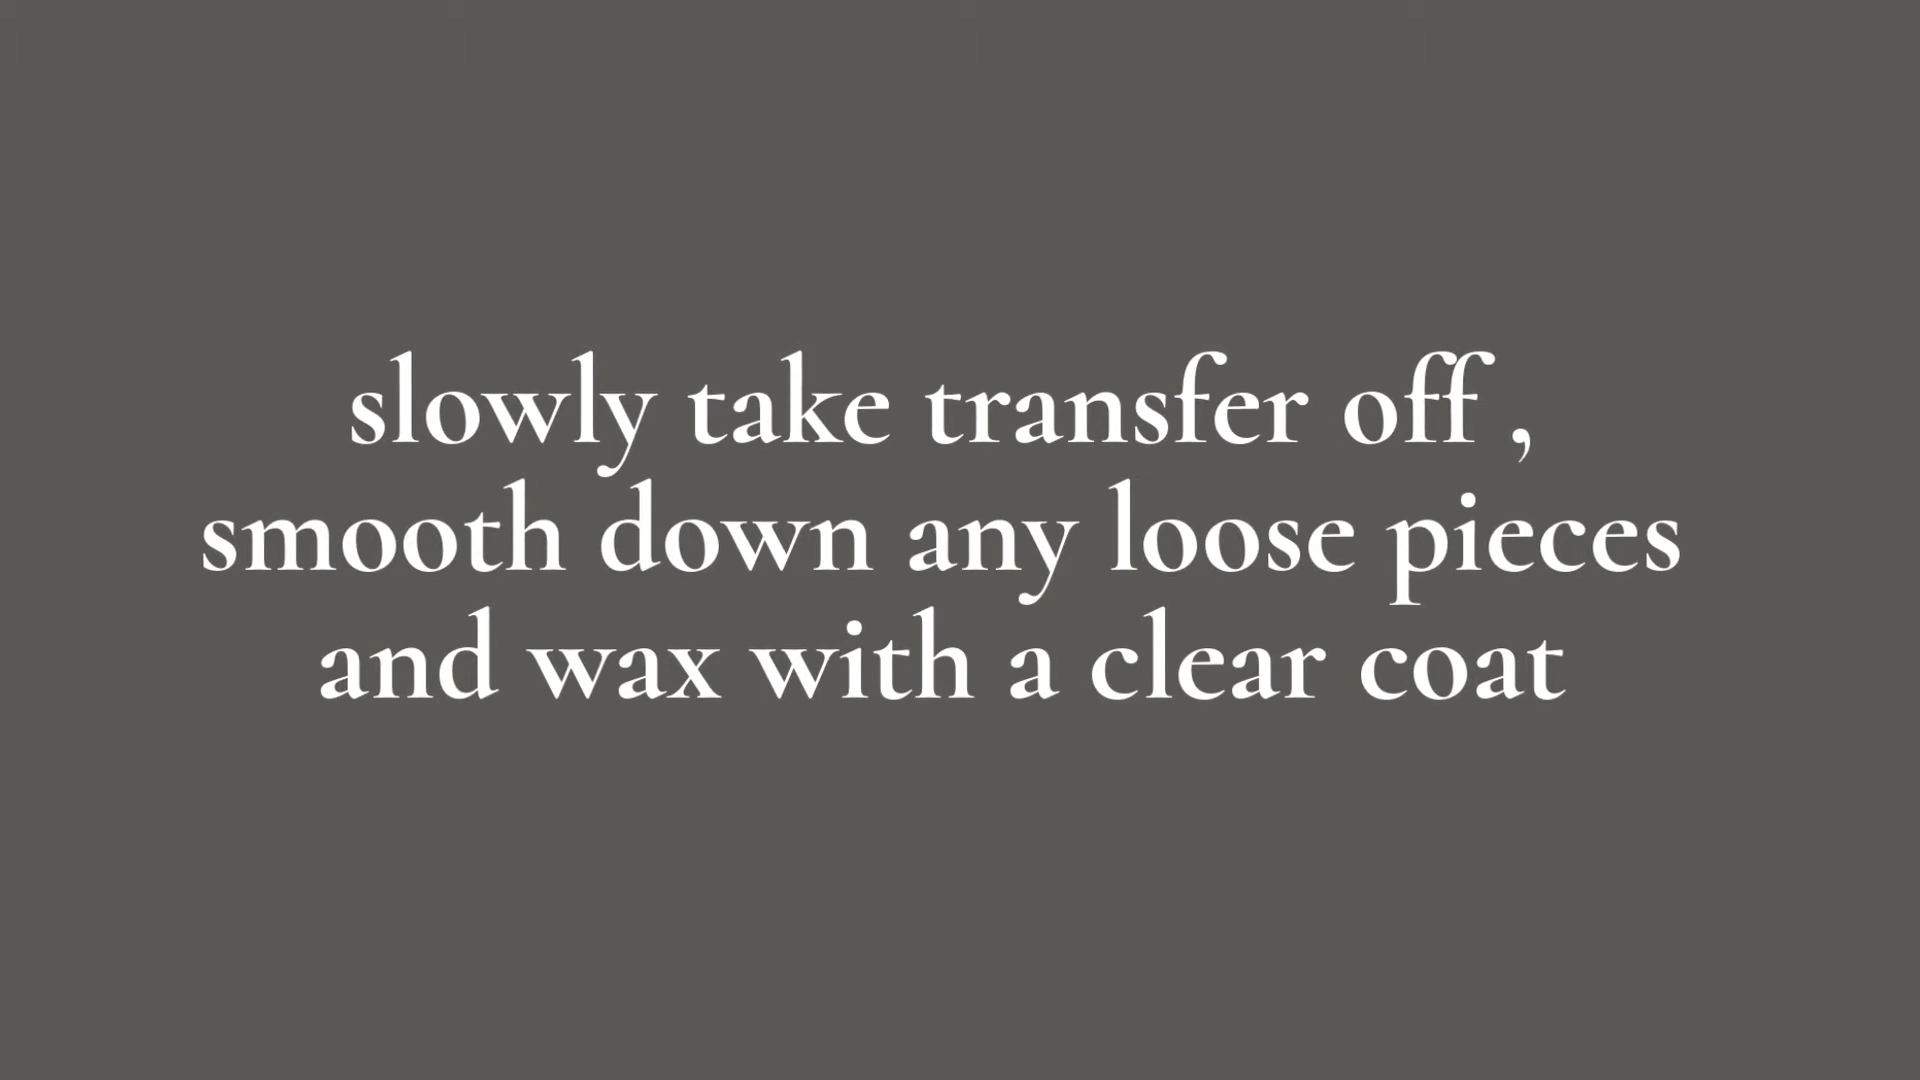 slowly take transfer off ,
smooth down any loose pieces
and wax with a clear coat